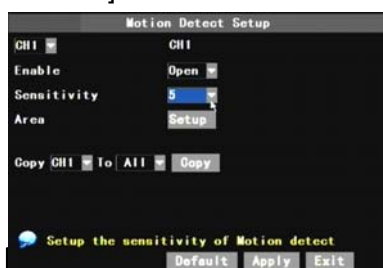 Motion Detect Setup
CH1 CH1
Enable Open
Sensitivity 5
Area Setup
Copy CH1 To All Copy
Setup the sensitivity of Motion detect
Default Apply Exit